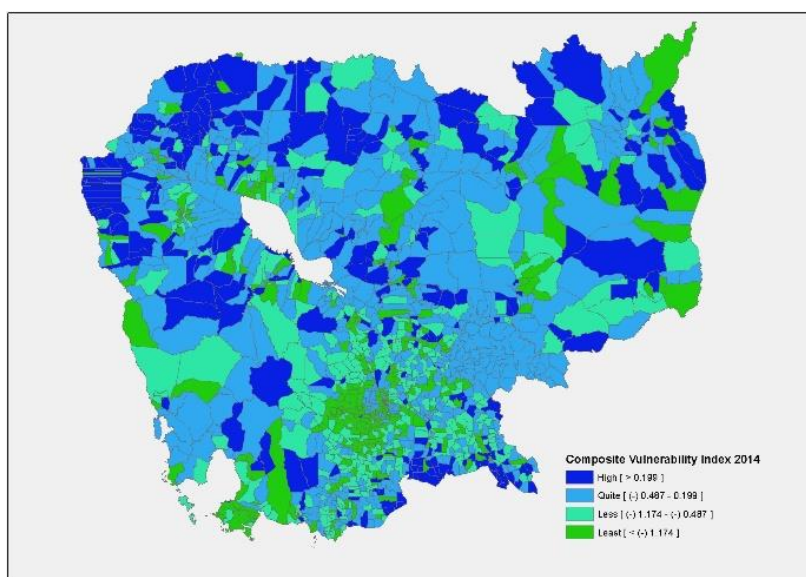 Composite Vulnerability Index 2014
High [ > 0.199 ]
Quite [ (-) 0.487 - 0.199 ]
Less [ (-) 1.174 - (-) 0.487 ]
Least [ < (-) 1.174 ]